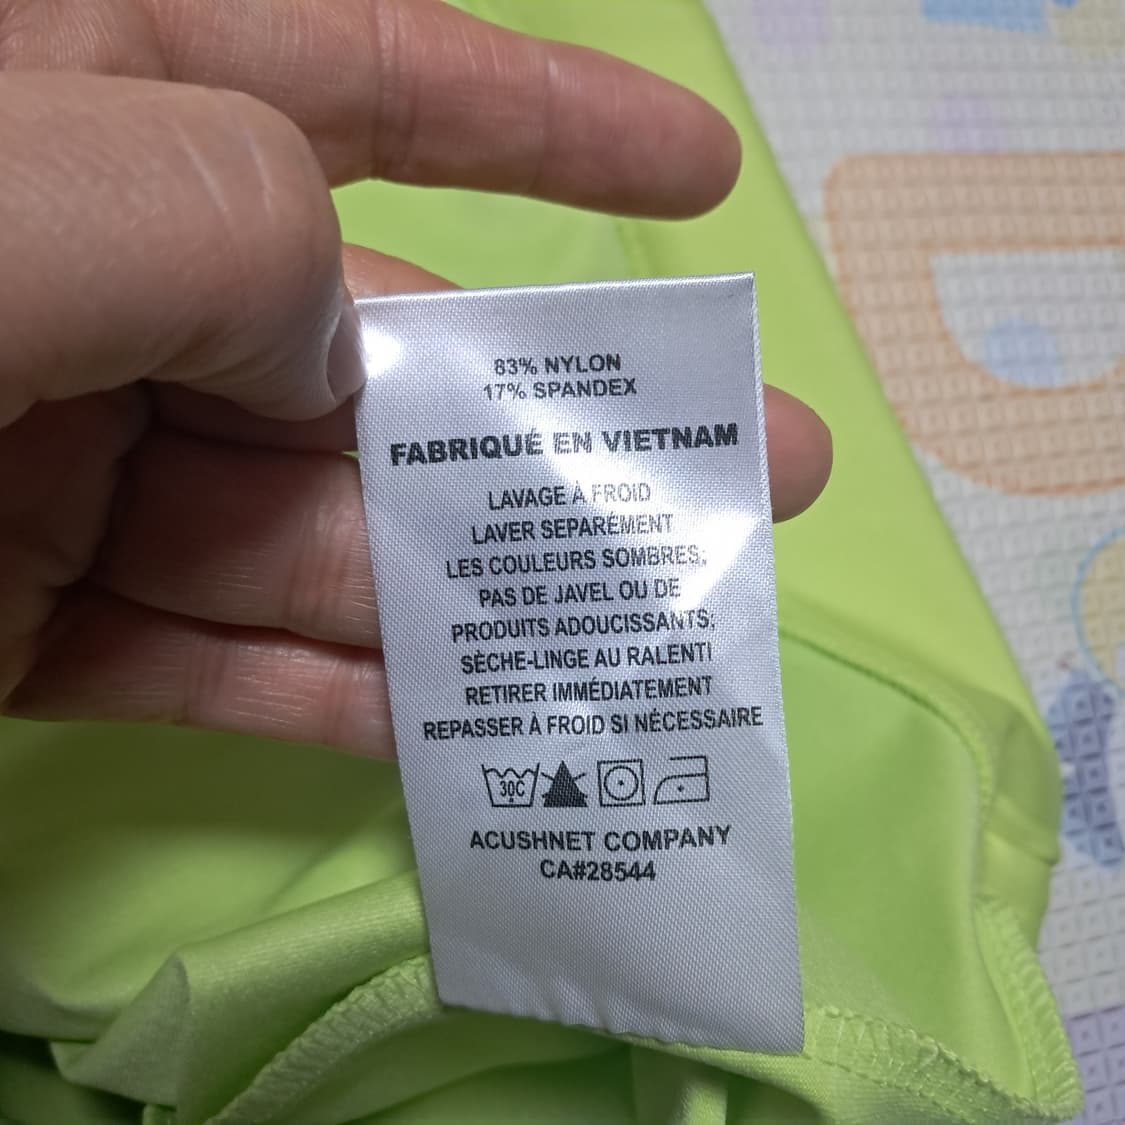 83% NYLON
17% SPANDEX
FABRIQUÉ EN VIETNAM
LAVAGE À FROID
LAVER SEPARÉMENT
LES COULEURS SOMBRES;
PAS DE JAVEL OU DE
PRODUITS ADOUCISSANTS;
SÈCHE-LINGE AU RALENTI
RETIRER IMMÉDIATEMENT
REPASSER À FROID SI NÉCESSAIRE
30C
ACUSHNET COMPANY
CA#28544